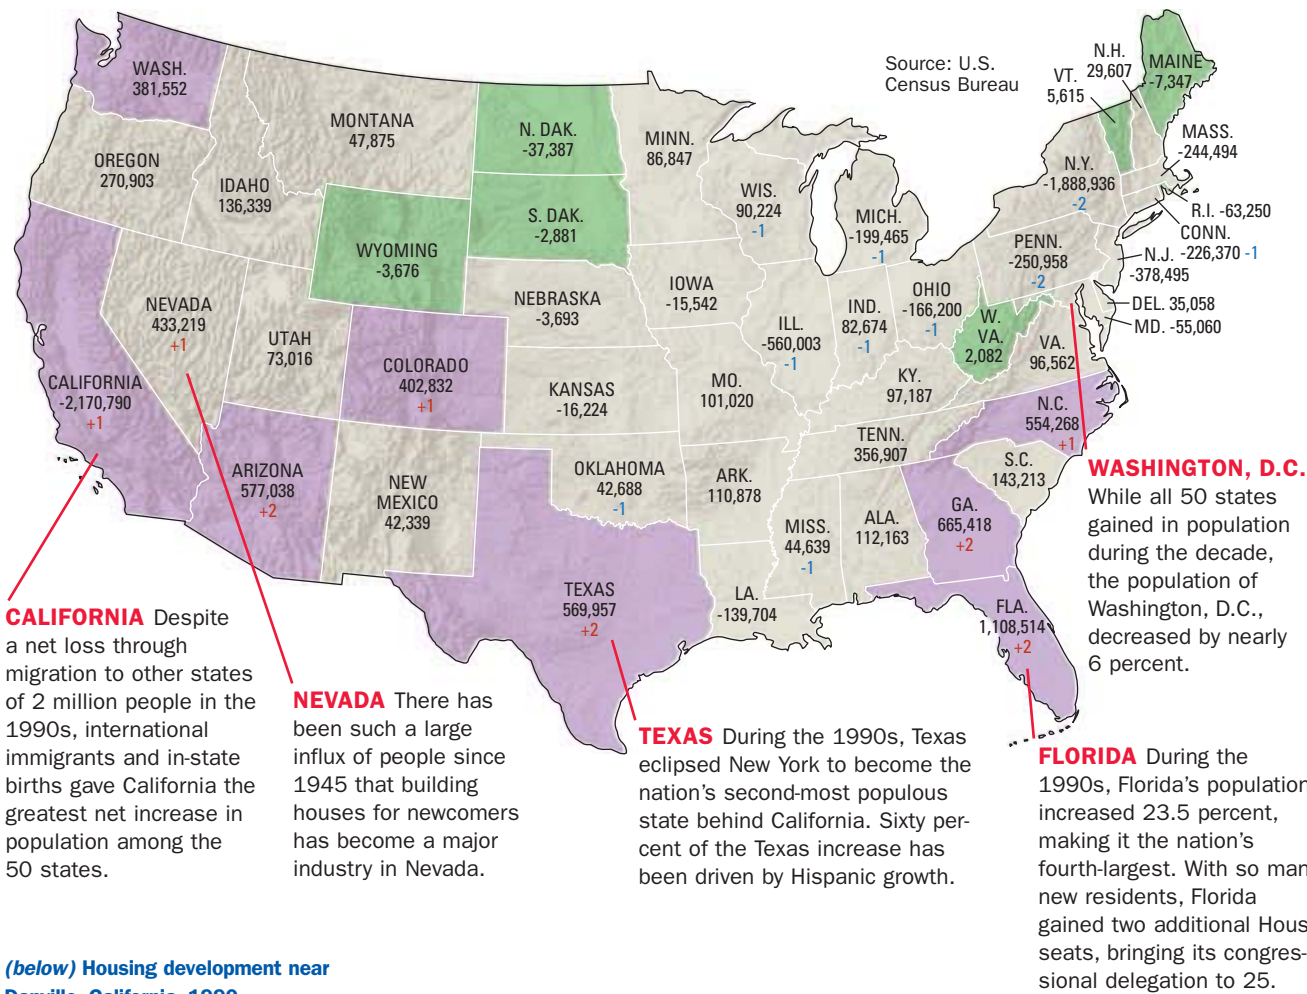 Source: U.S.
Census Bureau
WASH.
381,552
OREGON
270,903
IDAHO
136,339
MONTANA
47,875
WYOMING
-3,676
N. DAK.
-37,387
S. DAK.
-2,881
MINN.
86,847
WIS.
90,224
-1
MICH.
-199,465
-1
N.Y.
-1,888,936
-2
VT.
5,615
N.H.
29,607
MAINE
-7,347
MASS.
-244,494
R.I. -63,250
CONN.
-226,370 -1
N.J.
-378,495
PENN.
-250,958
-2
DEL. 35,058
MD. -55,060
CALIFORNIA
-2,170,790
+1
NEVADA
433,219
+1
UTAH
73,016
COLORADO
402,832
+1
NEBRASKA
-3,693
IOWA
-15,542
ILL.
-560,003
-1
IND.
82,674
-1
OHIO
-166,200
-1
W.
VA.
2,082
VA.
96,562
KANSAS
-16,224
MO.
101,020
KY.
97,187
N.C.
554,268
+1
TENN.
356,907
S.C.
143,213
ARIZONA
577,038
+2
NEW
MEXICO
42,339
OKLAHOMA
42,688
-1
ARK.
110,878
MISS.
44,639
-1
ALA.
112,163
GA.
665,418
+2
TEXAS
569,957
+2
LA.
-139,704
FLA.
1,108,514
+2
WASHINGTON, D.C.
While all 50 states
gained in population
during the decade,
the population of
Washington, D.C.,
decreased by nearly
6 percent.
CALIFORNIA Despite
a net loss through
migration to other states
of 2 million people in the
1990s, international
immigrants and in-state
births gave California the
greatest net increase in
population among the
50 states.
NEVADA There has
been such a large
influx of people since
1945 that building
houses for newcomers
has become a major
industry in Nevada.
TEXAS During the 1990s, Texas
eclipsed New York to become the
nation's second-most populous
state behind California. Sixty per-
cent of the Texas increase has
been driven by Hispanic growth.
FLORIDA During the
1990s, Florida's population
increased 23.5 percent,
making it the nation's
fourth-largest. With so man
new residents, Florida
gained two additional Hous
seats, bringing its congres-
sional delegation to 25.
(below) Housing development near
Danville, California, 1990